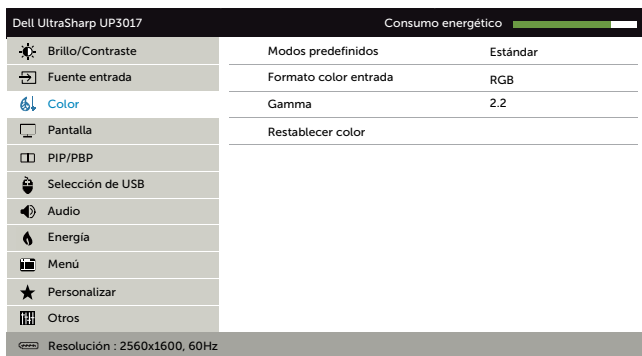 Dell UltraSharp UP3017 Consumo energético
Brillo/Contraste Modos predefinidos Estándar
Fuente entrada Formato color entrada RGB
Color Gamma 2.2
Pantalla Restablecer color
PIP/PBP
Selección de USB
Audio
Energía
Menú
Personalizar
Otros
Resolución : 2560x1600, 60Hz